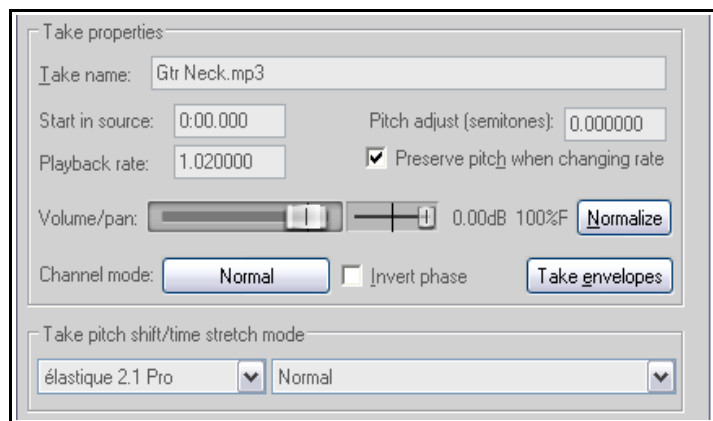 Take properties
Take name: Gtr Neck.mp3
Start in source: 0:00.000 Pitch adjust (semitones): 0.000000
Playback rate: 1.020000 Preserve pitch when changing rate
Volume/pan: 0.00dB 100%F Normalize
Channel mode: Normal Invert phase Take envelopes
Take pitch shift/time stretch mode
élastique 2.1 Pro Normal